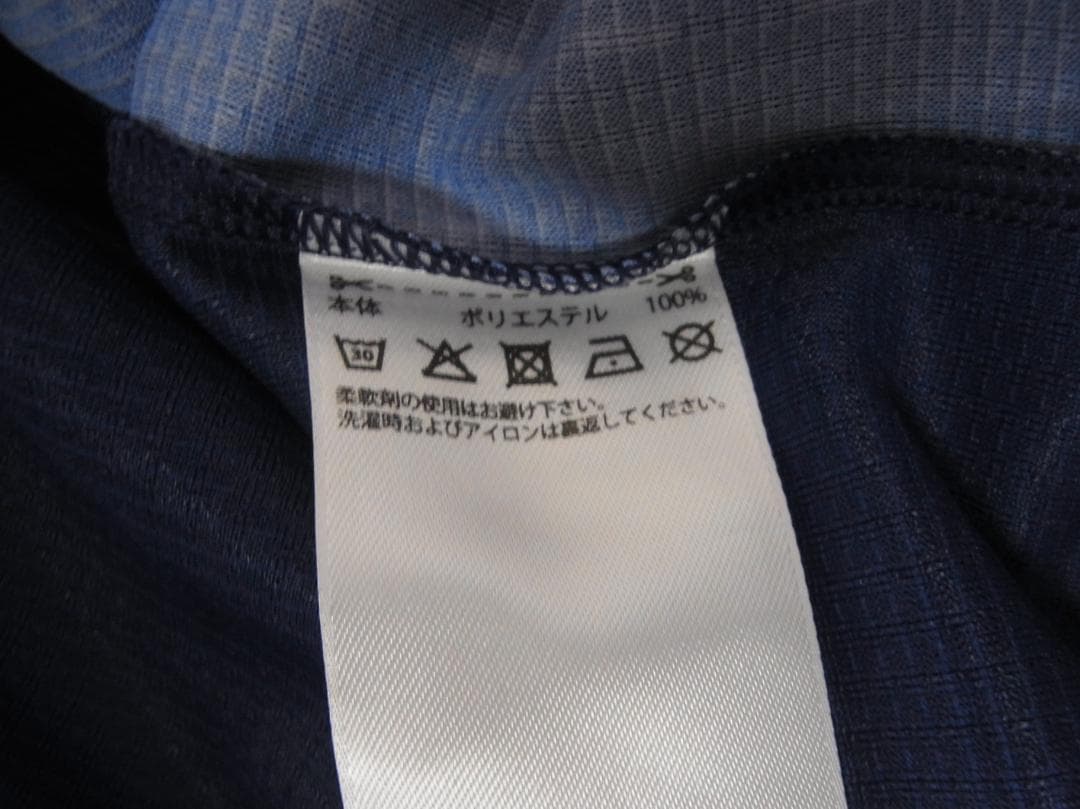 本体 ポリエステル 100%
30
柔軟剤の使用はお避け下さい。
洗濯時およびアイロンは裏返してください。